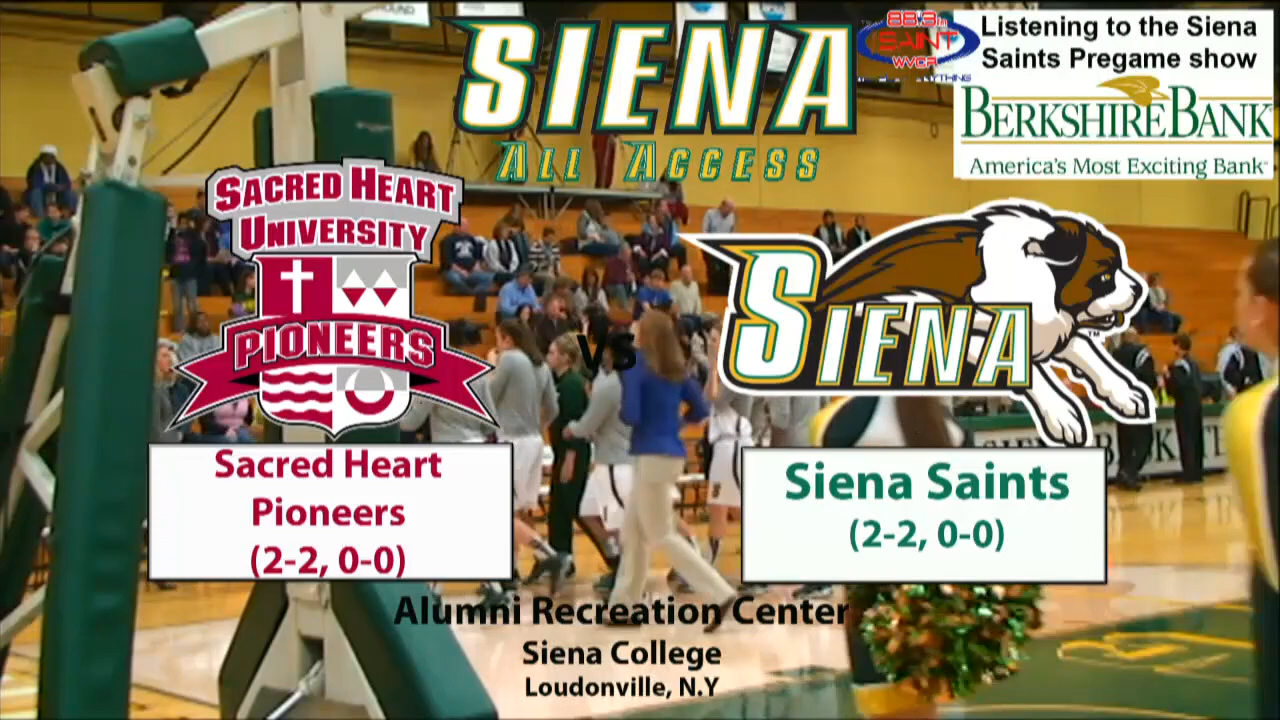 SIENA
ALL ACCESS
88.3fm
SAINT
WVCR
Listening to the Siena
Saints Pregame show
BERKSHIRE BANK
America's Most Exciting Bank
SACRED HEART
UNIVERSITY
PIONEERS
vs
SIENA
TM
Sacred Heart
Pioneers
(2-2, 0-0)
Siena Saints
(2-2, 0-0)
Alumni Recreation Center
Siena College
Loudonville, N.Y